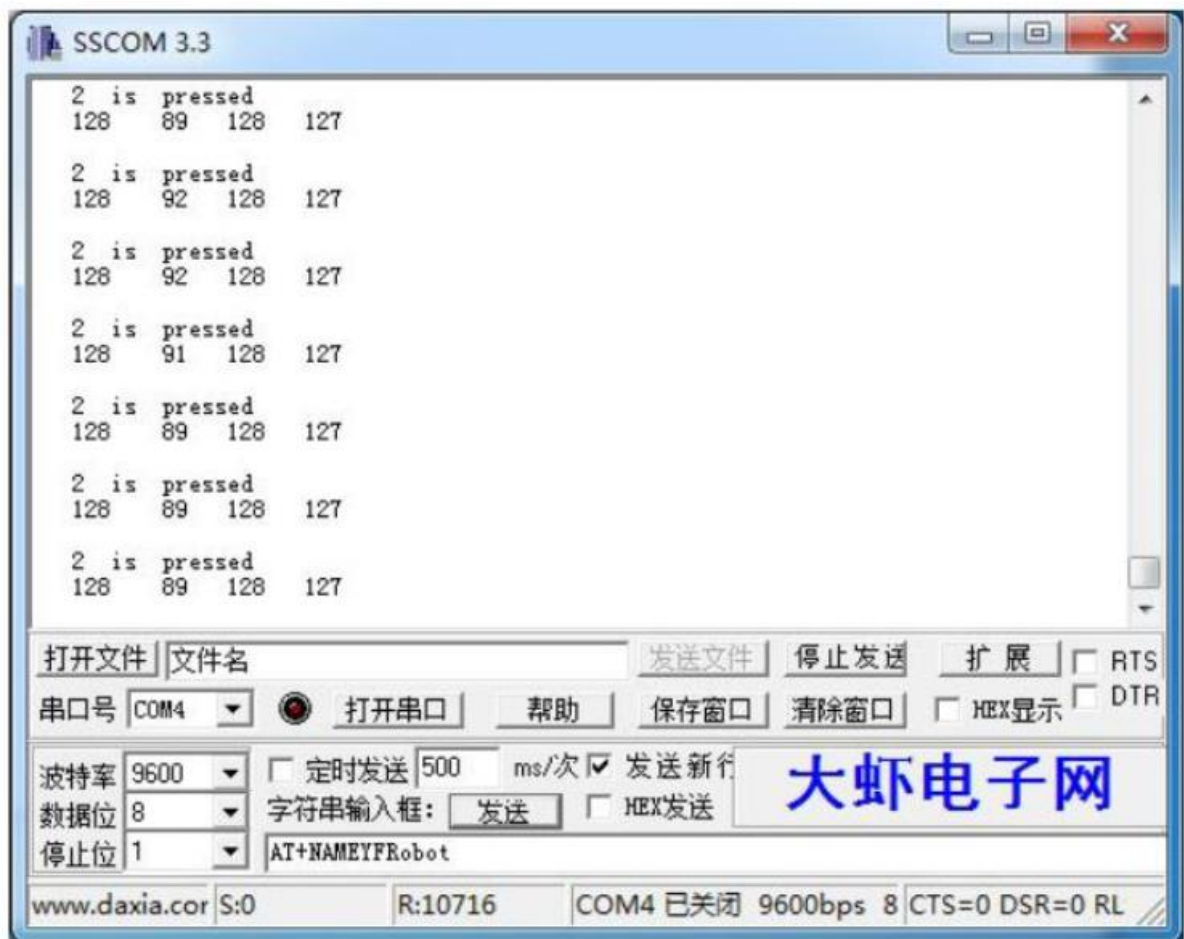 SSCOM 3.3
2 is pressed
128 89 128 127
2 is pressed
128 92 128 127
2 is pressed
128 92 128 127
2 is pressed
128 91 128 127
2 is pressed
128 89 128 127
2 is pressed
128 89 128 127
2 is pressed
128 89 128 127
打开文件 文件名 发送文件 停止发送 扩展 RTS
串口号 COM4 打开串口 帮助 保存窗口 清除窗口 HEX显示 DTR
波特率 9600 定时发送 500 ms/次 发送新行 大虾电子网
数据位 8 字符串输入框: 发送 HEX发送
停止位 1 AT+NAMEYFRobot
www.daxia.cor S:0 R:10716 COM4 已关闭 9600bps 8 CTS=0 DSR=0 RL